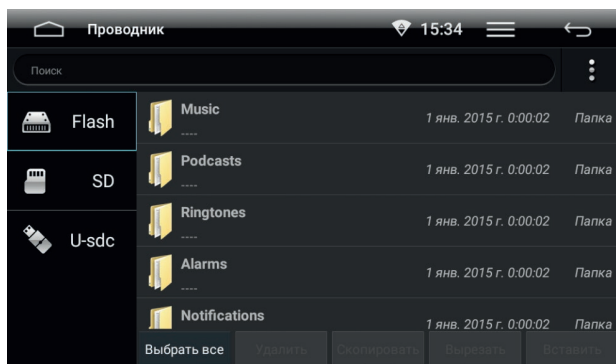 Проводник 15:34
Поиск
Flash
SD
U-sdc
Music 1 янв. 2015 г. 0:00:02 Папка
----
Podcasts 1 янв. 2015 г. 0:00:02 Папка
----
Ringtones 1 янв. 2015 г. 0:00:02 Папка
----
Alarms 1 янв. 2015 г. 0:00:02 Папка
----
Notifications 1 янв. 2015 г. 0:00:02 Папка
Выбрать все Удалить Скопировать Вырезать Вставить